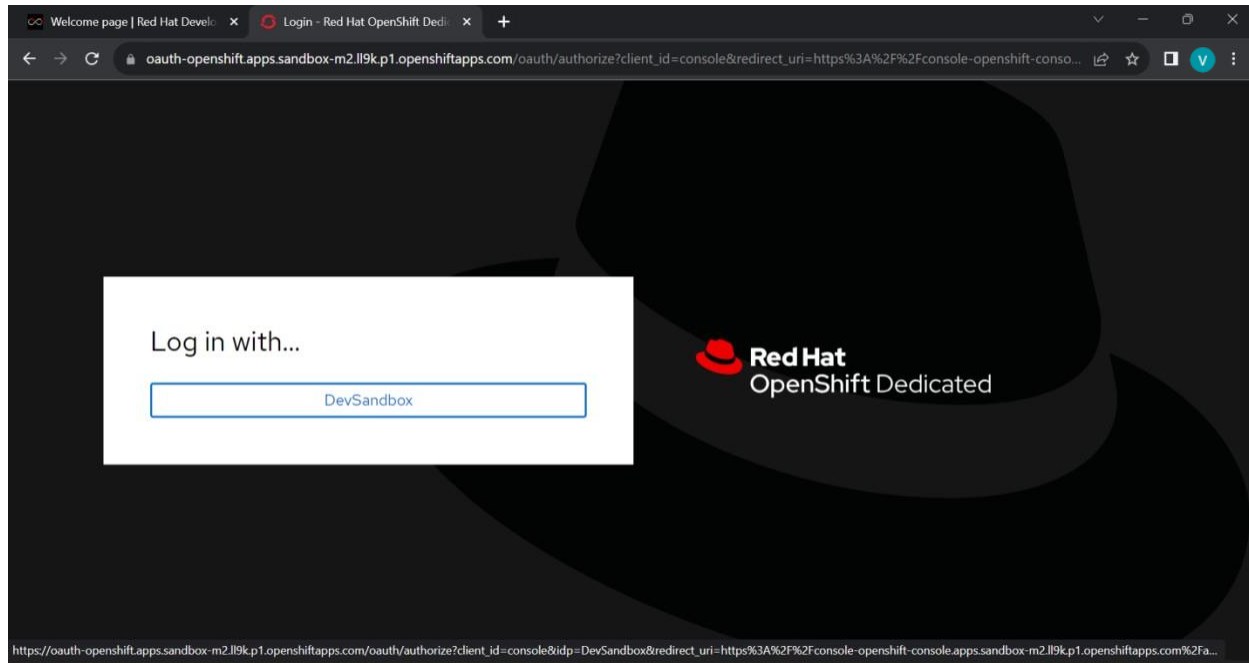 Welcome page | Red Hat Develo
Login - Red Hat OpenShift Dedic
oauth-openshift.apps.sandbox-m2.ll9k.p1.openshiftapps.com/oauth/authorize?client_id=console&redirect_uri=https%3A%2F%2Fconsole-openshift-conso...
V
Log in with...
DevSandbox
Red Hat
OpenShift Dedicated
https://oauth-openshift.apps.sandbox-m2.ll9k.p1.openshiftapps.com/oauth/authorize?client_id=console&idp=DevSandbox&redirect_uri=https%3A%2F%2Fconsole-openshift-console.apps.sandbox-m2.ll9k.p1.openshiftapps.com%2Fa...